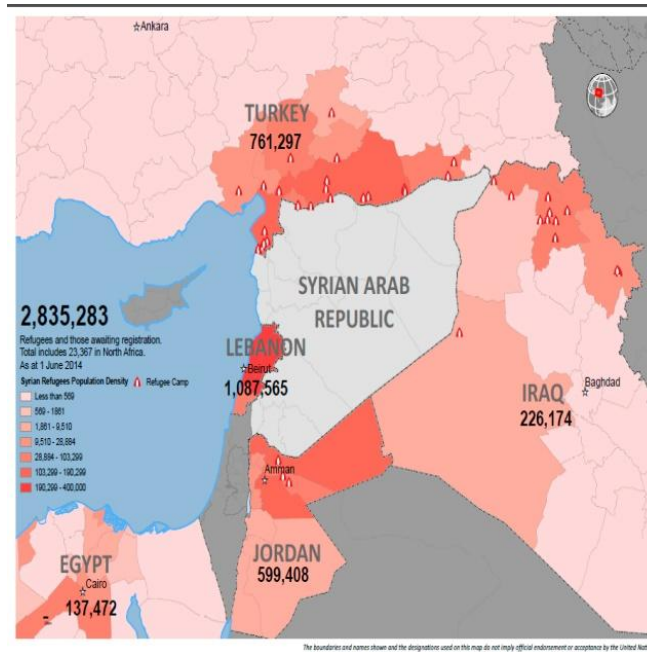 Ankara
TURKEY
761,297
SYRIAN ARAB
REPUBLIC
2,835,283
Refugees and those awaiting registration.
Total includes 23,367 in North Africa.
As at 1 June 2014
Syrian Refugees Population Density Refugee Camp
Less than 569
569 - 1861
1,861 - 9,510
9,510 - 28,884
28,884 - 103,299
103,299 - 190,299
190,299 - 400,000
LEBANON
Beirut
1,087,565
IRAQ
226,174
Baghdad
Amman
JORDAN
599,408
EGYPT
Cairo
137,472
The boundaries and names shown and the designations used on this map do not imply official endorsement or acceptance by the United Nat